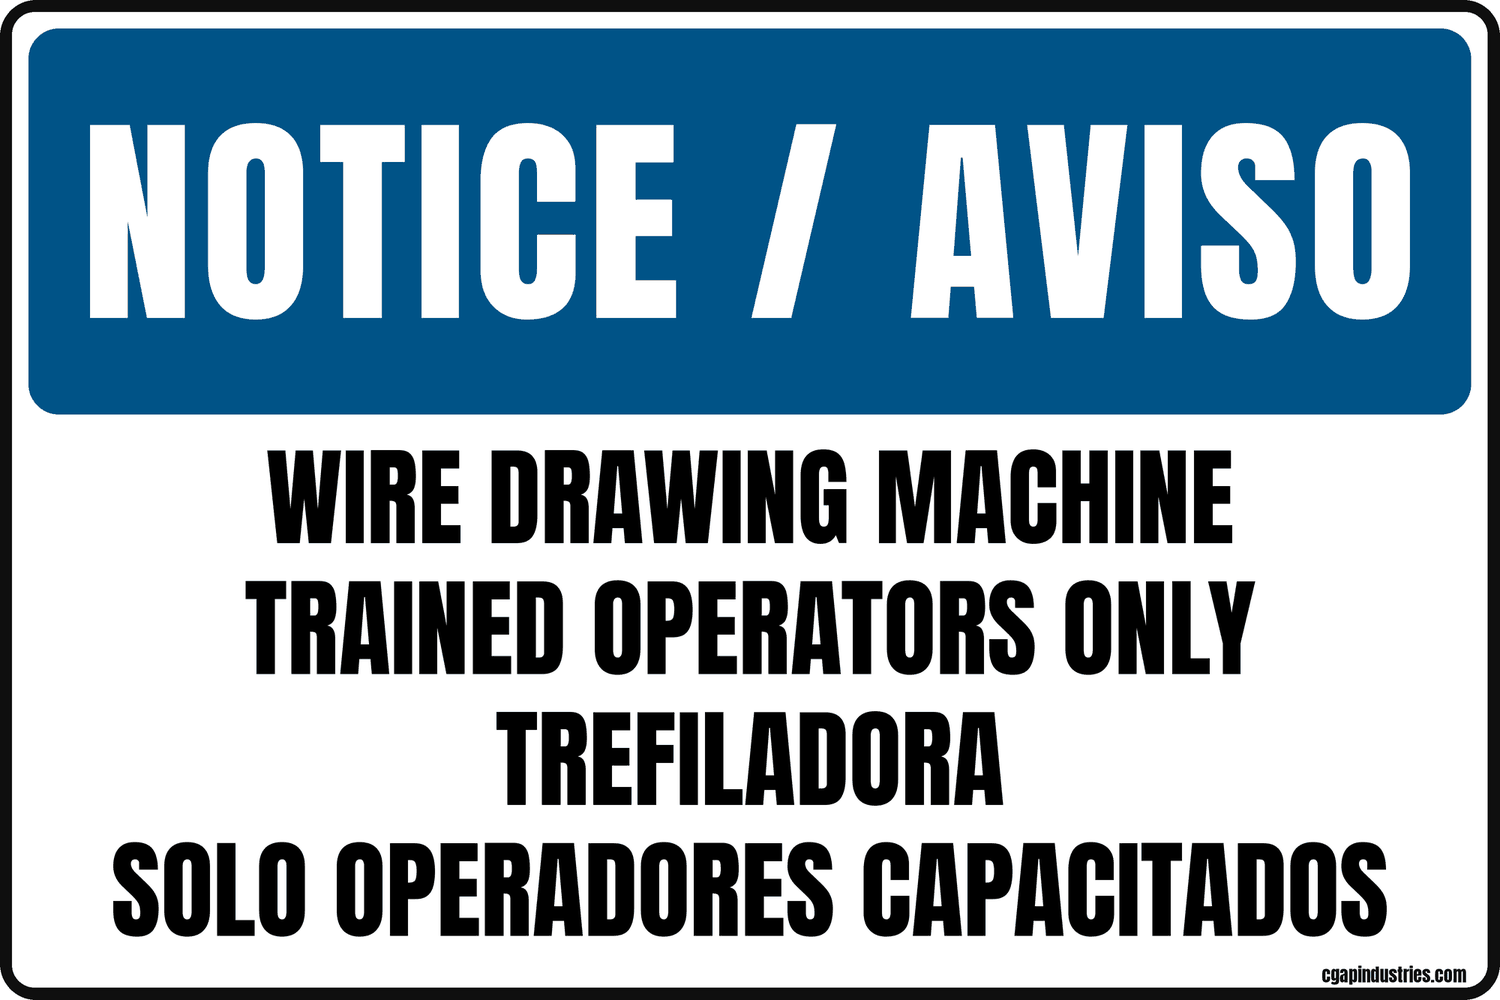 NOTICE / AVISO
WIRE DRAWING MACHINE
TRAINED OPERATORS ONLY
TREFILADORA
SOLO OPERADORES CAPACITADOS
cgapindustries.com